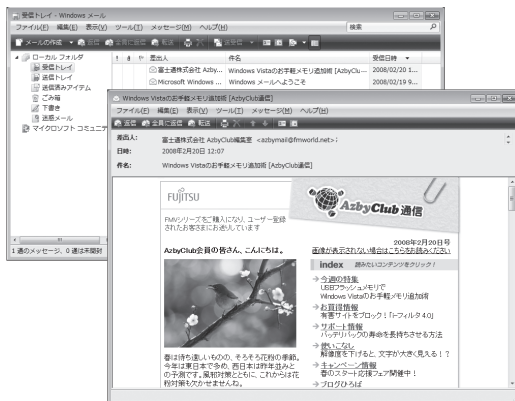 受信トレイ - Windows メール
ファイル(F) 編集(E) 表示(V) ツール(T) メッセージ(M) ヘルプ(H)
検索
メールの作成 返信 全員に返信 転送 送受信
ローカル フォルダ
受信トレイ
送信トレイ
送信済みアイテム
ごみ箱
下書き
迷惑メール
マイクロソフト コミュニテ
差出人 件名 受信日時
富士通株式会社 Azby... Windows Vistaのお手軽メモリ追加術 [AzbyClu... 2008/02/20 1...
Microsoft Windows ... Windows メールへようこそ 2008/02/19 9...
1 通のメッセージ、0 通は未開封
Windows Vistaのお手軽メモリ追加術 [AzbyClub通信]
ファイル(F) 編集(E) 表示(V) ツール(T) メッセージ(M) ヘルプ(H)
返信 全員に返信 転送
差出人: 富士通株式会社 AzbyClub編集室 <azbymail@fmworld.net>;
日時: 2008年2月20日 12:07
件名: Windows Vistaのお手軽メモリ追加術 [AzbyClub通信]
FUJITSU
AzbyClub 通信
FMVシリーズをご購入になり、ユーザー登録
されたお客さまにお送りしています
2008年2月20日号
画像が表示されない場合はこちらをお読みください
AzbyClub会員の皆さん、こんにちは。
index 読みたいコンテンツをクリック!
今週の特集
USBフラッシュメモリで
Windows Vistaのお手軽メモリ追加術
お買得情報
有害サイトをブロック!「i-フィルタ 4.0」
サポート情報
バッテリパックの寿命を長持ちさせる方法
使いこなし
解像度を下げると、文字が大きく見える!?
キャンペーン情報
春のスタート応援フェア開催中!
ブログひろば
春は待ち遠しいものの、そろそろ花粉の季節。
今年は東日本で多め、西日本は昨年並みと
の予測です。風邪対策とともに、これからは花
粉対策も欠かせませんね。